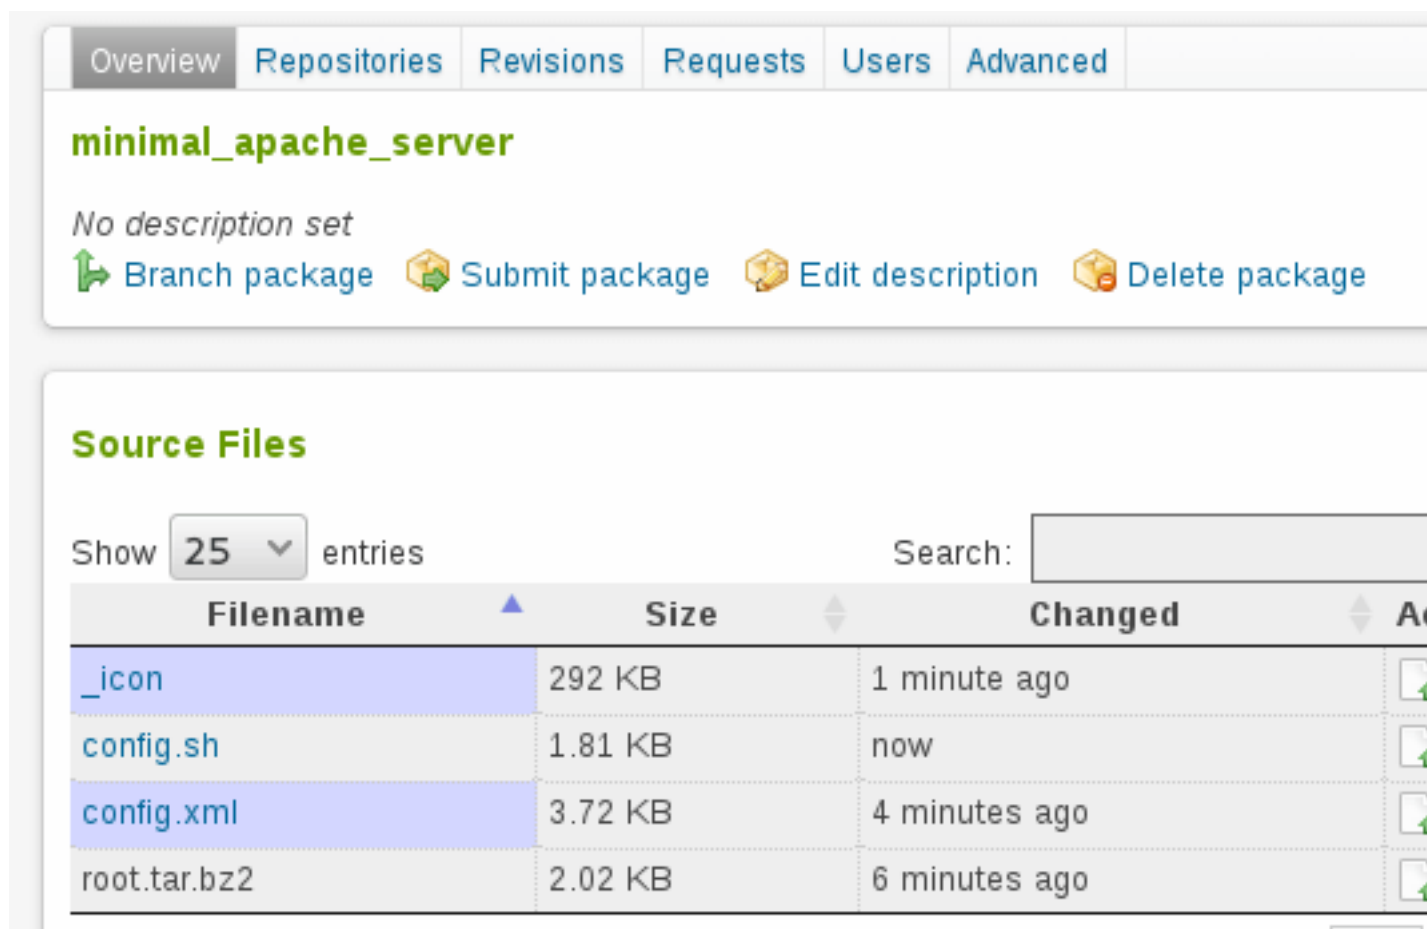 Overview Repositories Revisions Requests Users Advanced
minimal_apache_server
No description set
Branch package Submit package Edit description Delete package
Source Files
Show 25 entries Search:
Filename Size Changed
_icon 292 KB 1 minute ago
config.sh 1.81 KB now
config.xml 3.72 KB 4 minutes ago
root.tar.bz2 2.02 KB 6 minutes ago